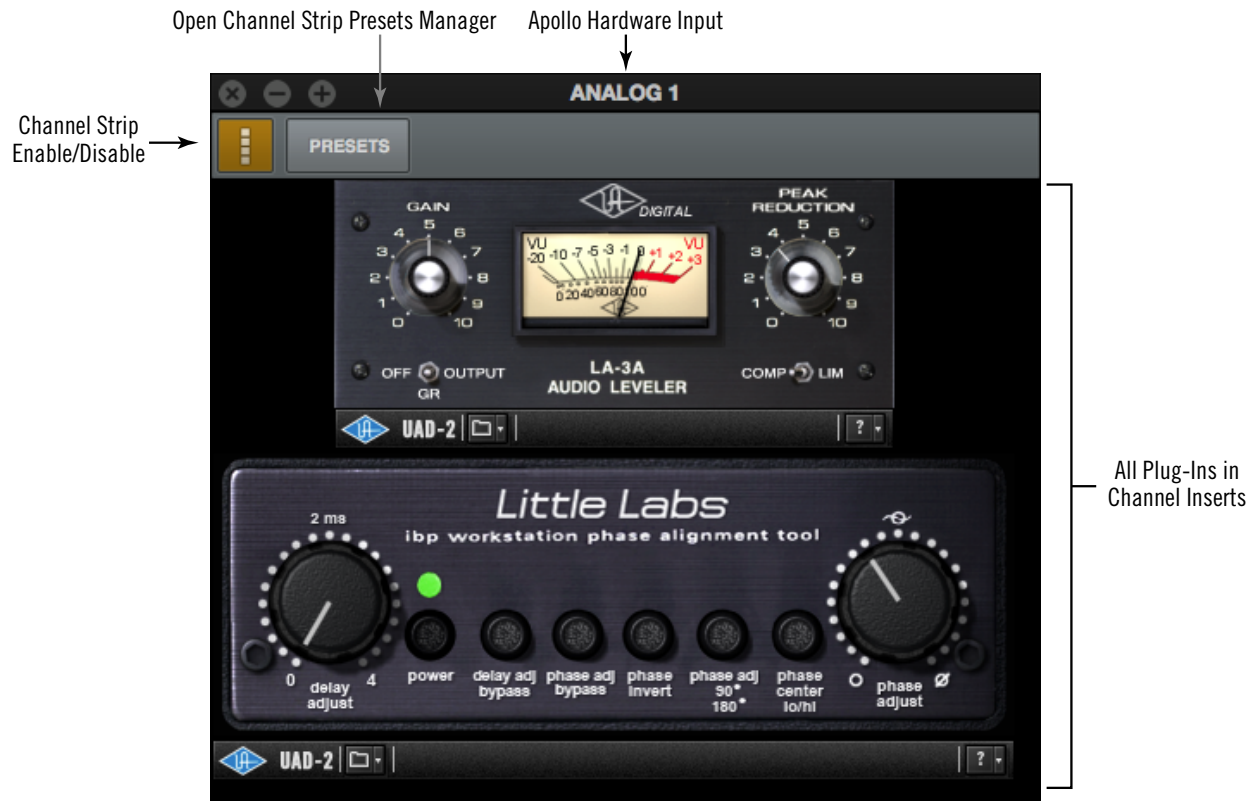 Open Channel Strip Presets Manager
Apollo Hardware Input
ANALOG 1
Channel Strip
Enable/Disable
PRESETS
GAIN
0 1 2 3 4 5 6 7 8 9 10
UA DIGITAL
VU VU
-20 -10 -7 -5 -3 -1 0 +1 +2 +3
0 20 40 60 80 100
PEAK
REDUCTION
0 1 2 3 4 5 6 7 8 9 10
OFF OUTPUT
GR
LA-3A
AUDIO LEVELER
COMP LIM
UA UAD-2 ?
All Plug-Ins in
Channel Inserts
Little Labs
ibp workstation phase alignment tool
2 ms
0 4
delay
adjust
power
delay adj
bypass
phase adj
bypass
phase
invert
phase adj
90°
180°
phase
center
lo/hi
O Ø
phase
adjust
UA UAD-2 ?